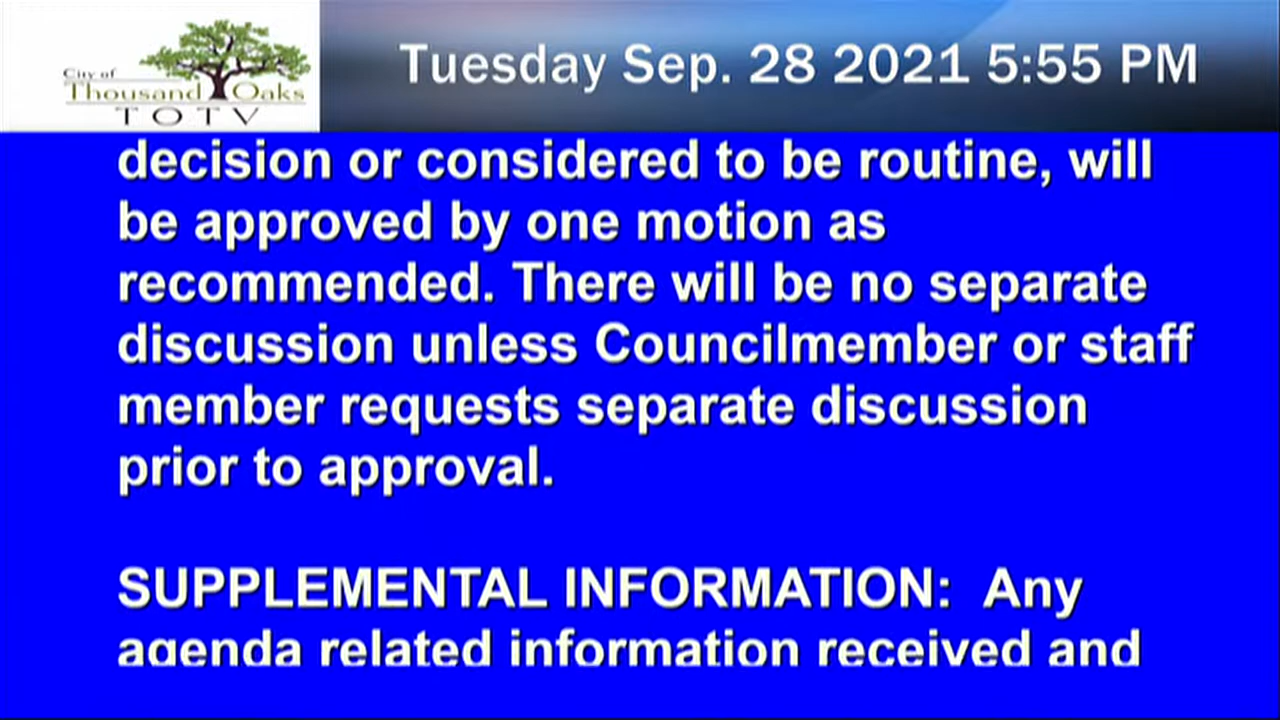 City of
Thousand Oaks
TOTV
Tuesday Sep. 28 2021 5:55 PM
decision or considered to be routine, will
be approved by one motion as
recommended. There will be no separate
discussion unless Councilmember or staff
member requests separate discussion
prior to approval.
SUPPLEMENTAL INFORMATION: Any
agenda related information received and